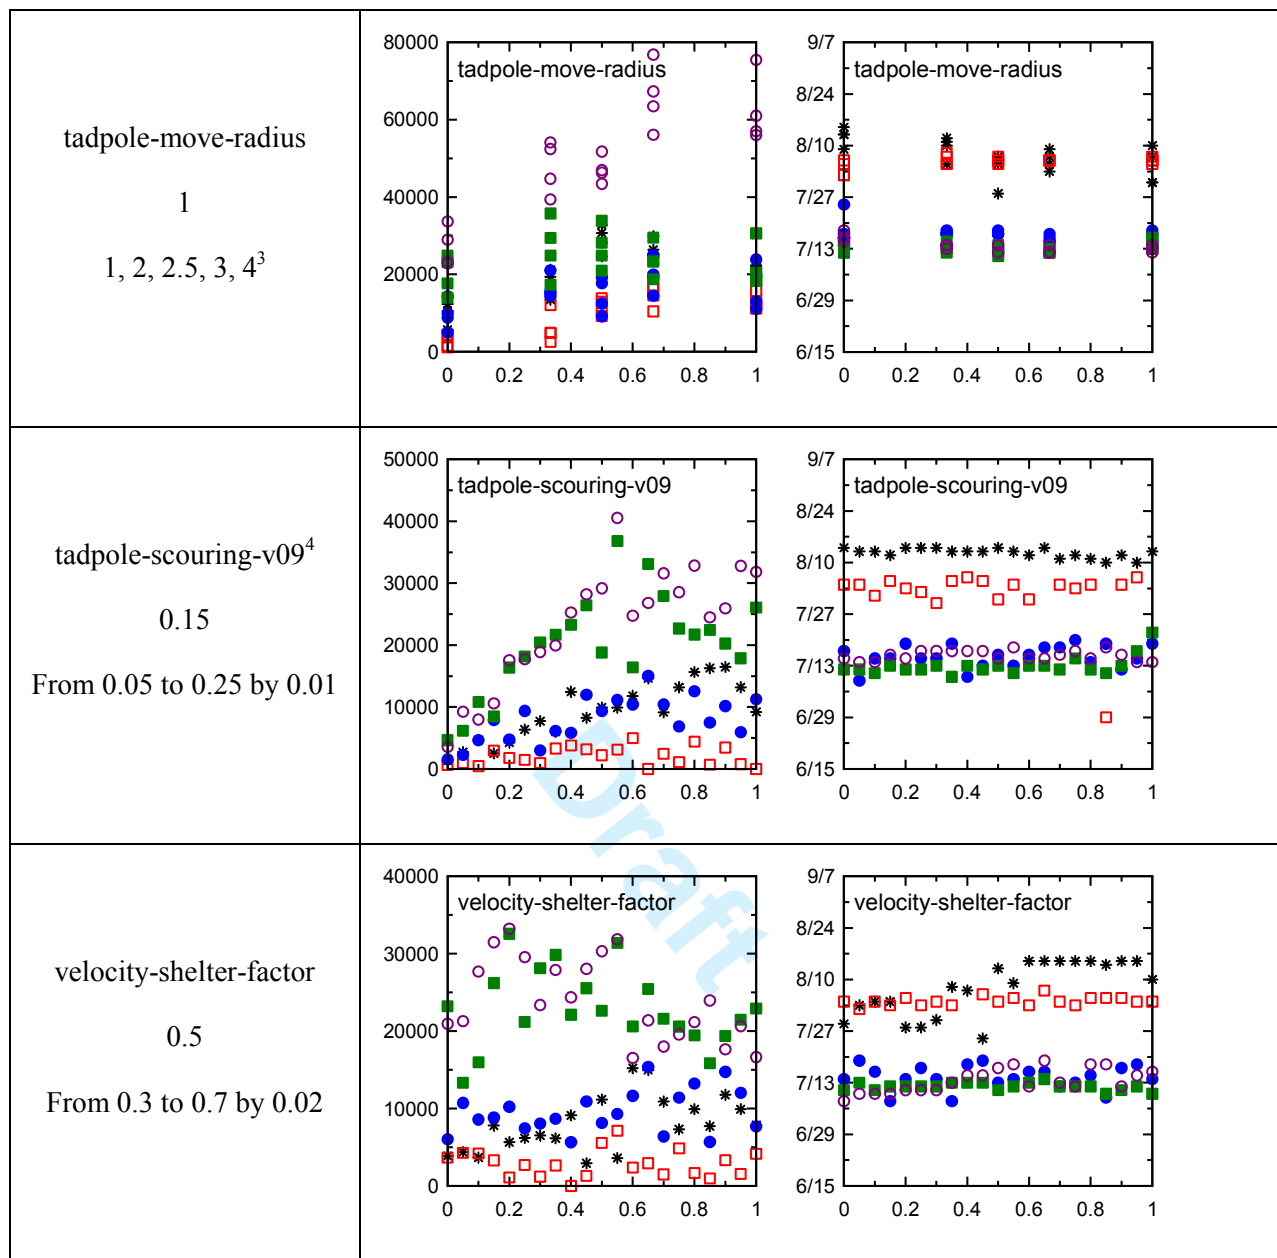 tadpole-move-radius
1
1, 2, 2.5, 3, 4³
80000
60000
40000
20000
0
0 0.2 0.4 0.6 0.8 1
tadpole-move-radius
9/7
8/24
8/10
7/27
7/13
6/29
6/15
0 0.2 0.4 0.6 0.8 1
tadpole-move-radius
tadpole-scouring-v09⁴
0.15
From 0.05 to 0.25 by 0.01
50000
40000
30000
20000
10000
0
0 0.2 0.4 0.6 0.8 1
tadpole-scouring-v09
9/7
8/24
8/10
7/27
7/13
6/29
6/15
0 0.2 0.4 0.6 0.8 1
tadpole-scouring-v09
velocity-shelter-factor
0.5
From 0.3 to 0.7 by 0.02
40000
30000
20000
10000
0
0 0.2 0.4 0.6 0.8 1
velocity-shelter-factor
9/7
8/24
8/10
7/27
7/13
6/29
6/15
0 0.2 0.4 0.6 0.8 1
velocity-shelter-factor
Draft